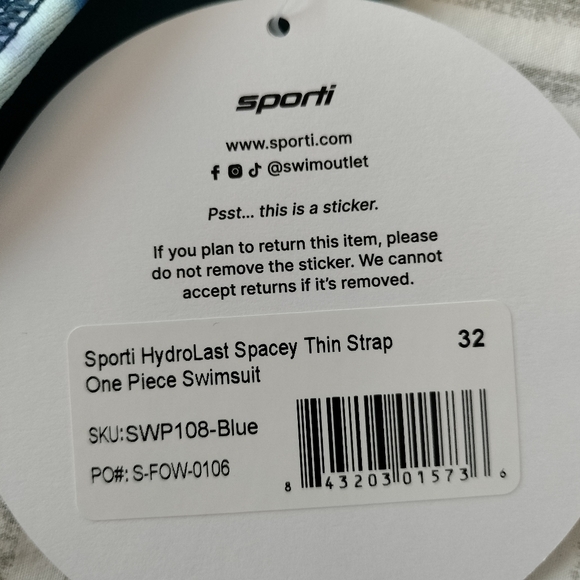 sporti
www.sporti.com
@swimoutlet
Psst... this is a sticker.
If you plan to return this item, please
do not remove the sticker. We cannot
accept returns if it's removed.
Sporti HydroLast Spacey Thin Strap 32
One Piece Swimsuit
SKU:SWP108-Blue
PO#: S-FOW-0106
8 43203 01573 6